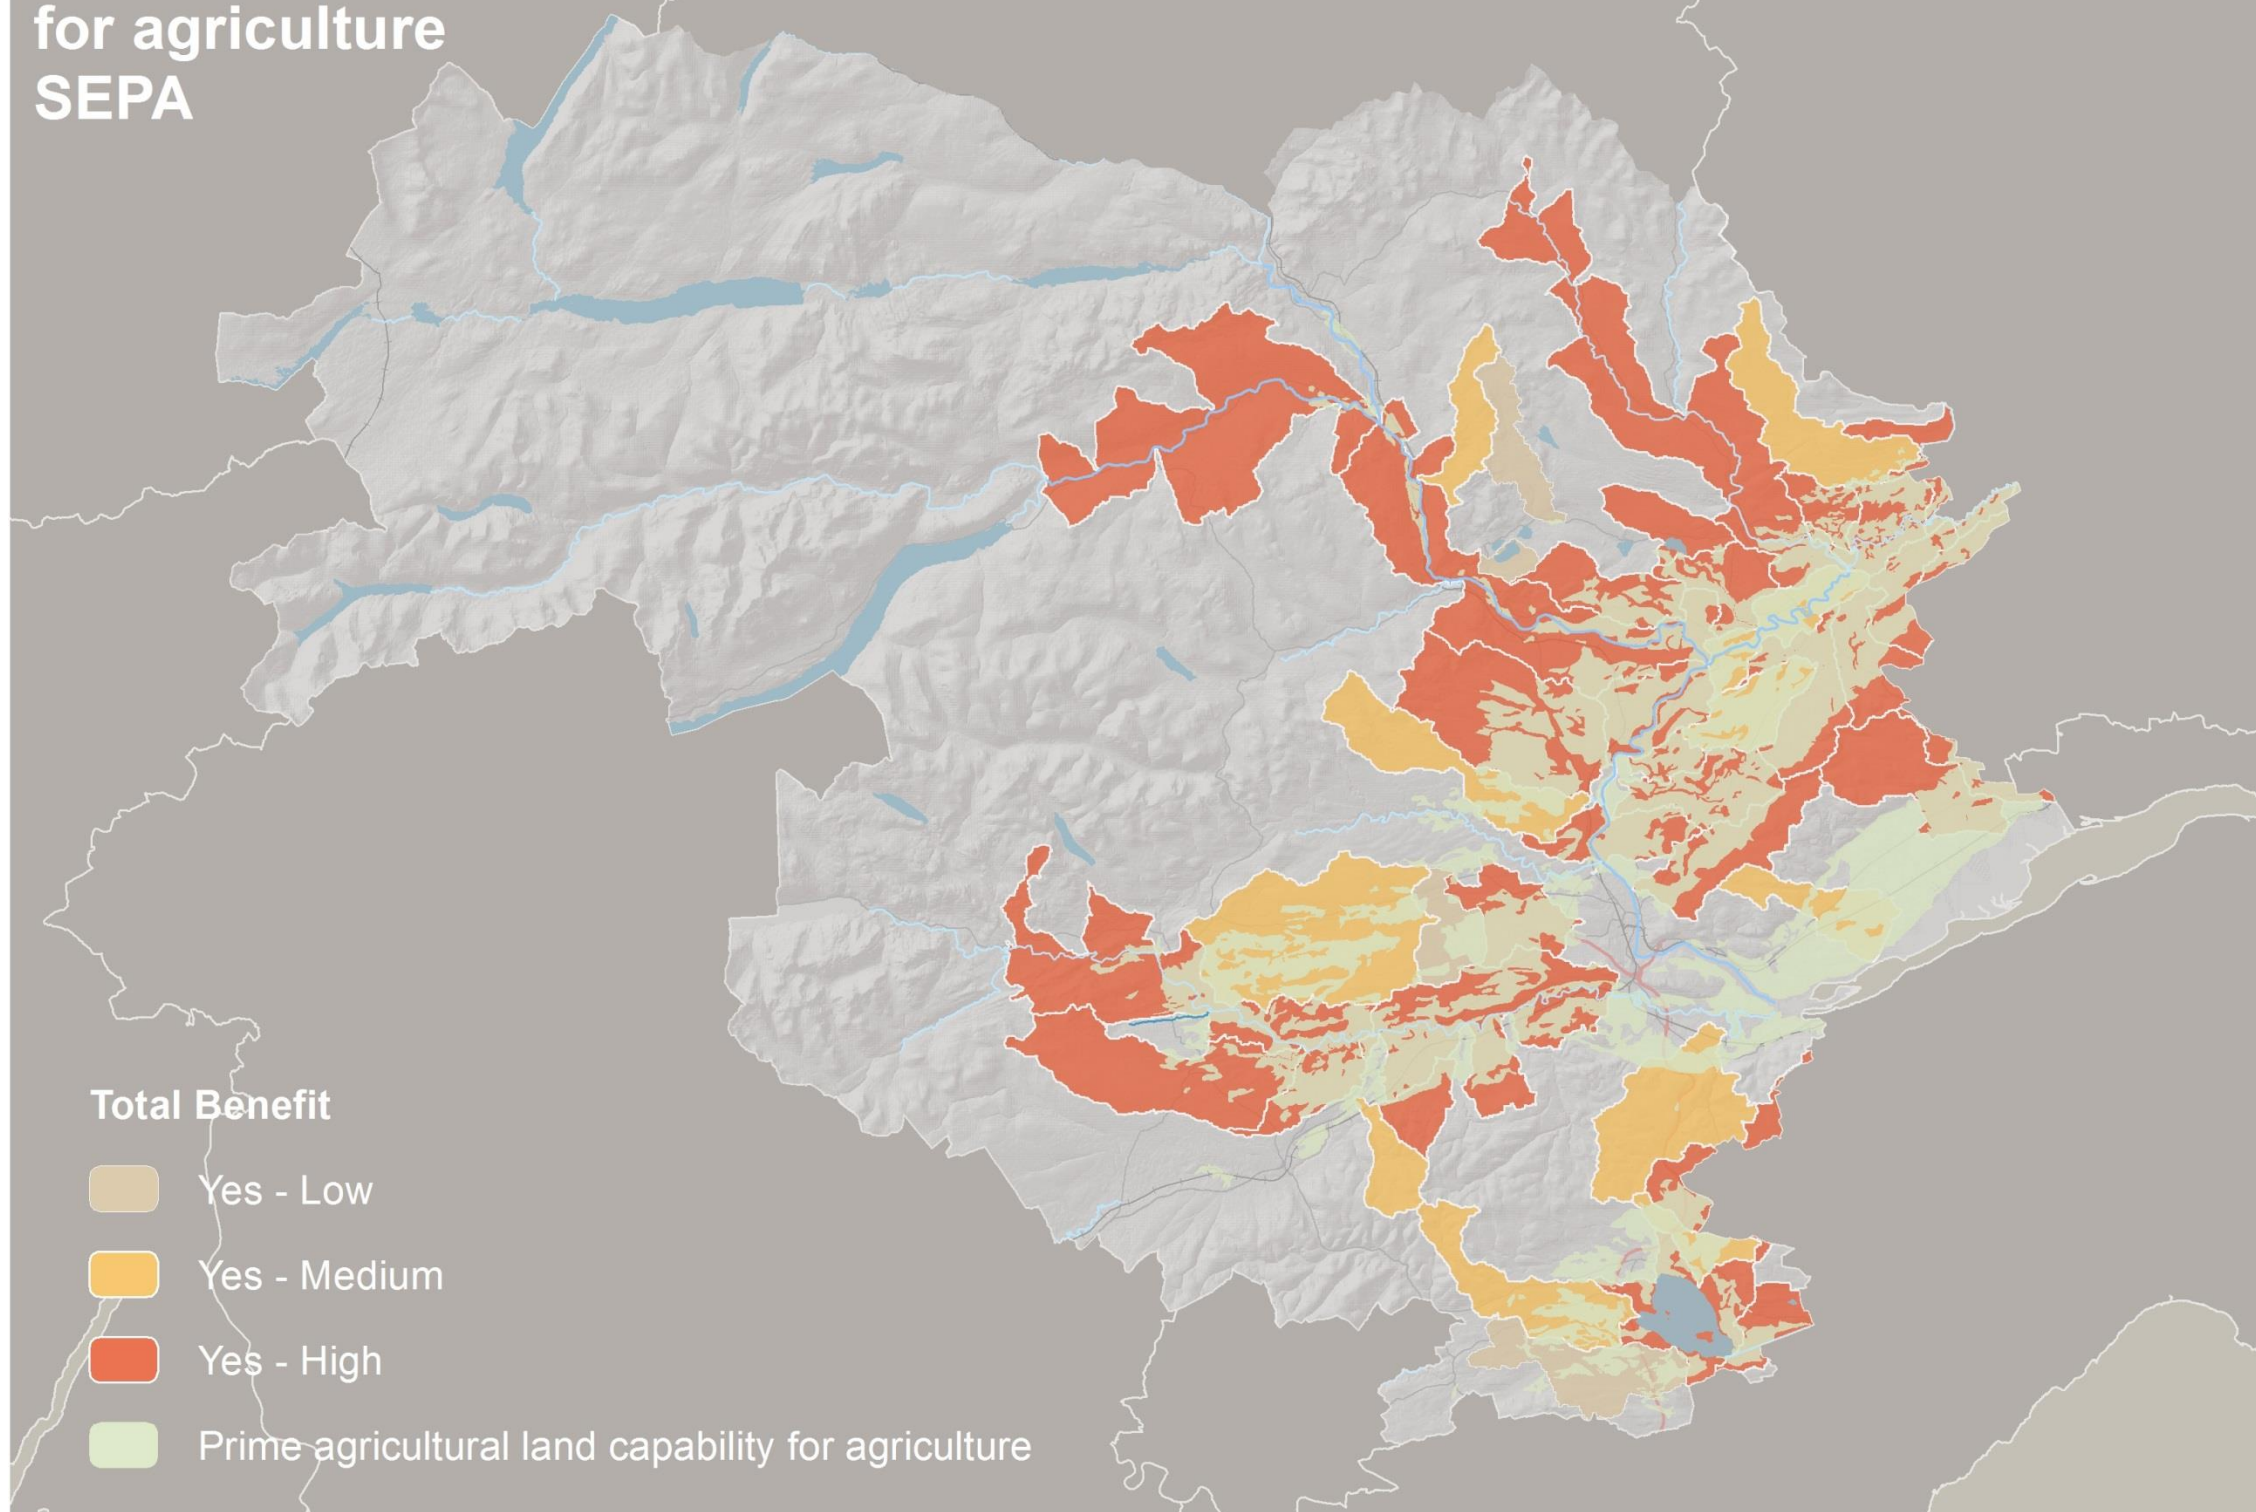 for agriculture
SEPA
Total Benefit
Yes - Low
Yes - Medium
Yes - High
Prime agricultural land capability for agriculture